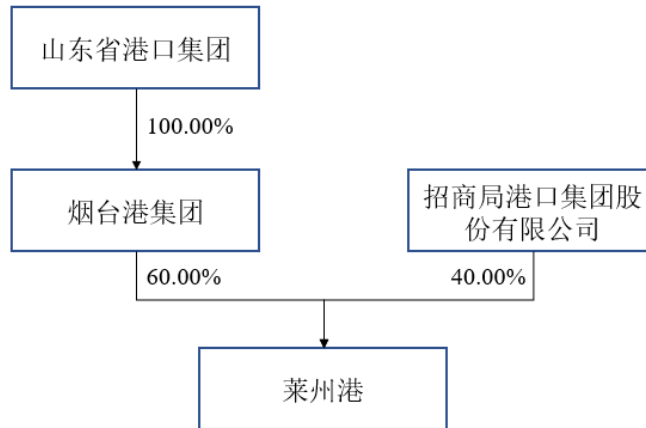 山东省港口集团
100.00%
烟台港集团
招商局港口集团股
份有限公司
60.00%
40.00%
莱州港